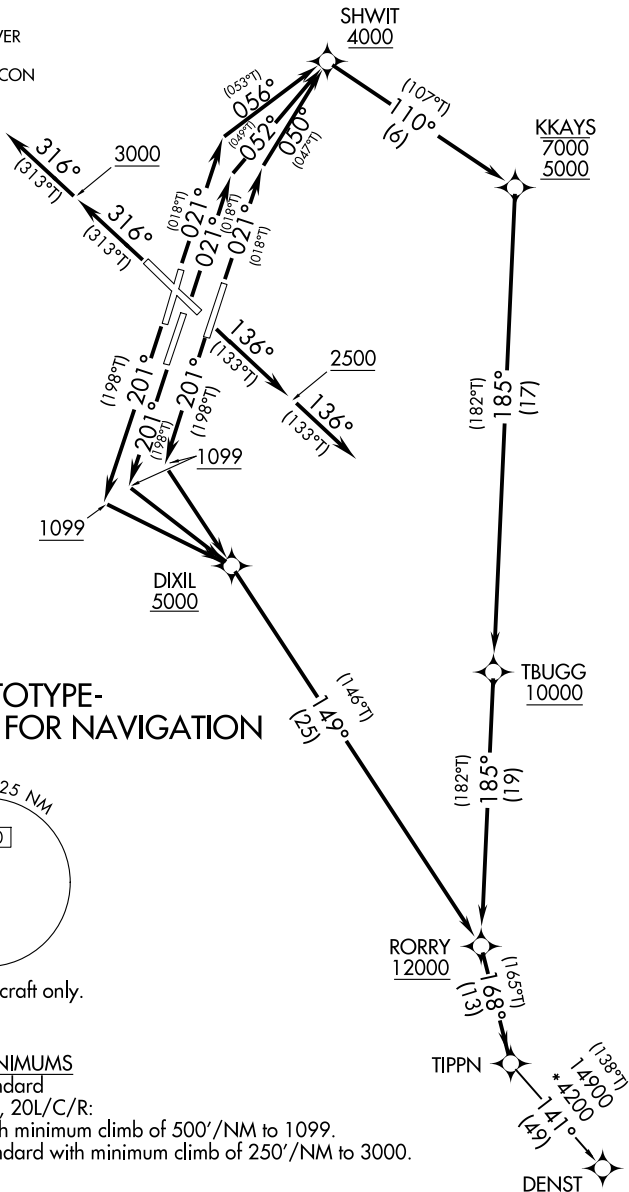 VER
CON
SHWIT
4000
(053°T)
056°
(049°T)
052°
050°
(047°T)
(107°T)
110°
(6)
KKAYS
7000
5000
316°
(313°T)
3000
316°
(313°T)
(018°T)
021°
(018°T)
021°
021°
(018°T)
136°
(133°T)
2500
136°
(133°T)
(198°T)
201°
201°
(198°T)
201°
(198°T)
1099
1099
DIXIL
5000
(182°T)
185°
(17)
TBUGG
10000
OTOTYPE-
FOR NAVIGATION
(146°T)
149°
(25)
(182°T)
185°
(19)
25 NM
RORRY
12000
(165°T)
168°
(13)
craft only.
TIPPN
NIMUMS
ndard
, 20L/C/R:
h minimum climb of 500'/NM to 1099.
ndard with minimum climb of 250'/NM to 3000.
(138°T)
14900
*4200
141°
(49)
DENST